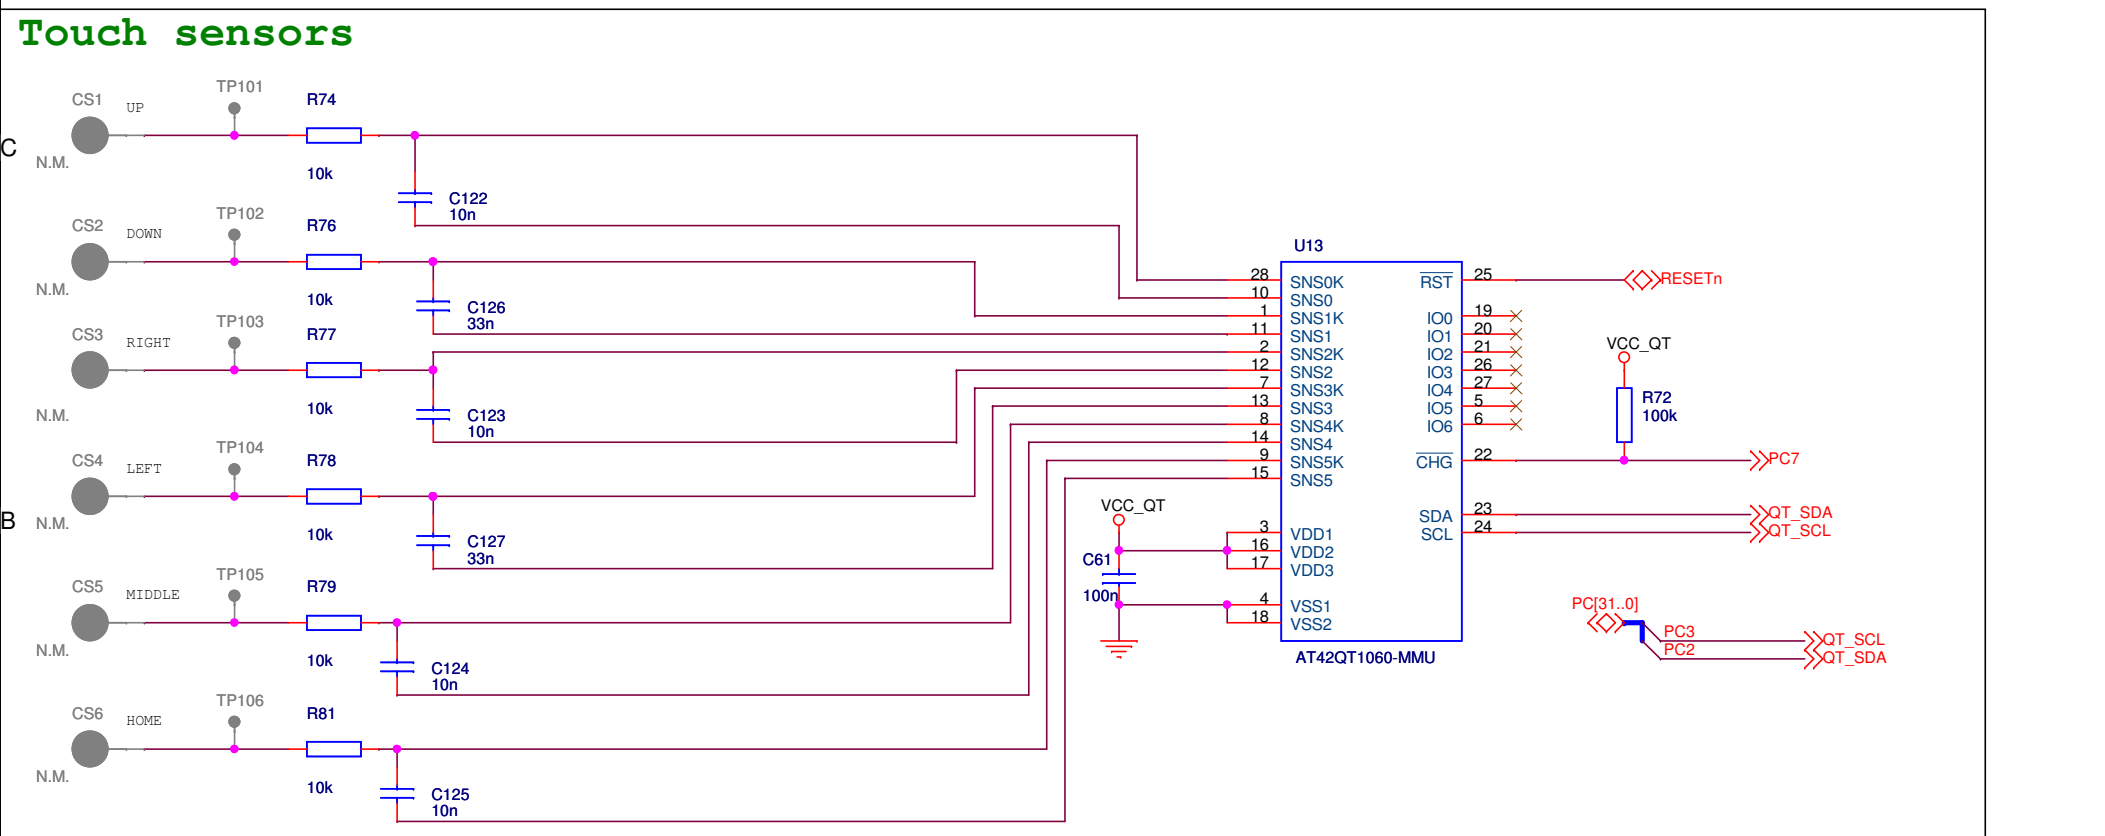 Touch sensors
C
CS1
UP
TP101
R74
N.M.
10k
C122
10n
CS2
DOWN
TP102
R76
N.M.
10k
C126
33n
CS3
RIGHT
TP103
R77
N.M.
10k
C123
10n
CS4
LEFT
TP104
R78
B
N.M.
10k
C127
33n
CS5
MIDDLE
TP105
R79
N.M.
10k
C124
10n
CS6
HOME
TP106
R81
N.M.
10k
C125
10n
U13
28 SNS0K
10 SNS0
1 SNS1K
11 SNS1
2 SNS2K
12 SNS2
7 SNS3K
13 SNS3
8 SNS4K
14 SNS4
9 SNS5K
15 SNS5
3 VDD1
16 VDD2
17 VDD3
4 VSS1
18 VSS2
RST 25
IO0 19
IO1 20
IO2 21
IO3 26
IO4 27
IO5 5
IO6 6
CHG 22
SDA 23
SCL 24
AT42QT1060-MMU
VCC_QT
C61
100n
RESETn
VCC_QT
R72
100k
PC7
QT_SDA
QT_SCL
PC[31..0]
PC3
QT_SCL
PC2
QT_SDA